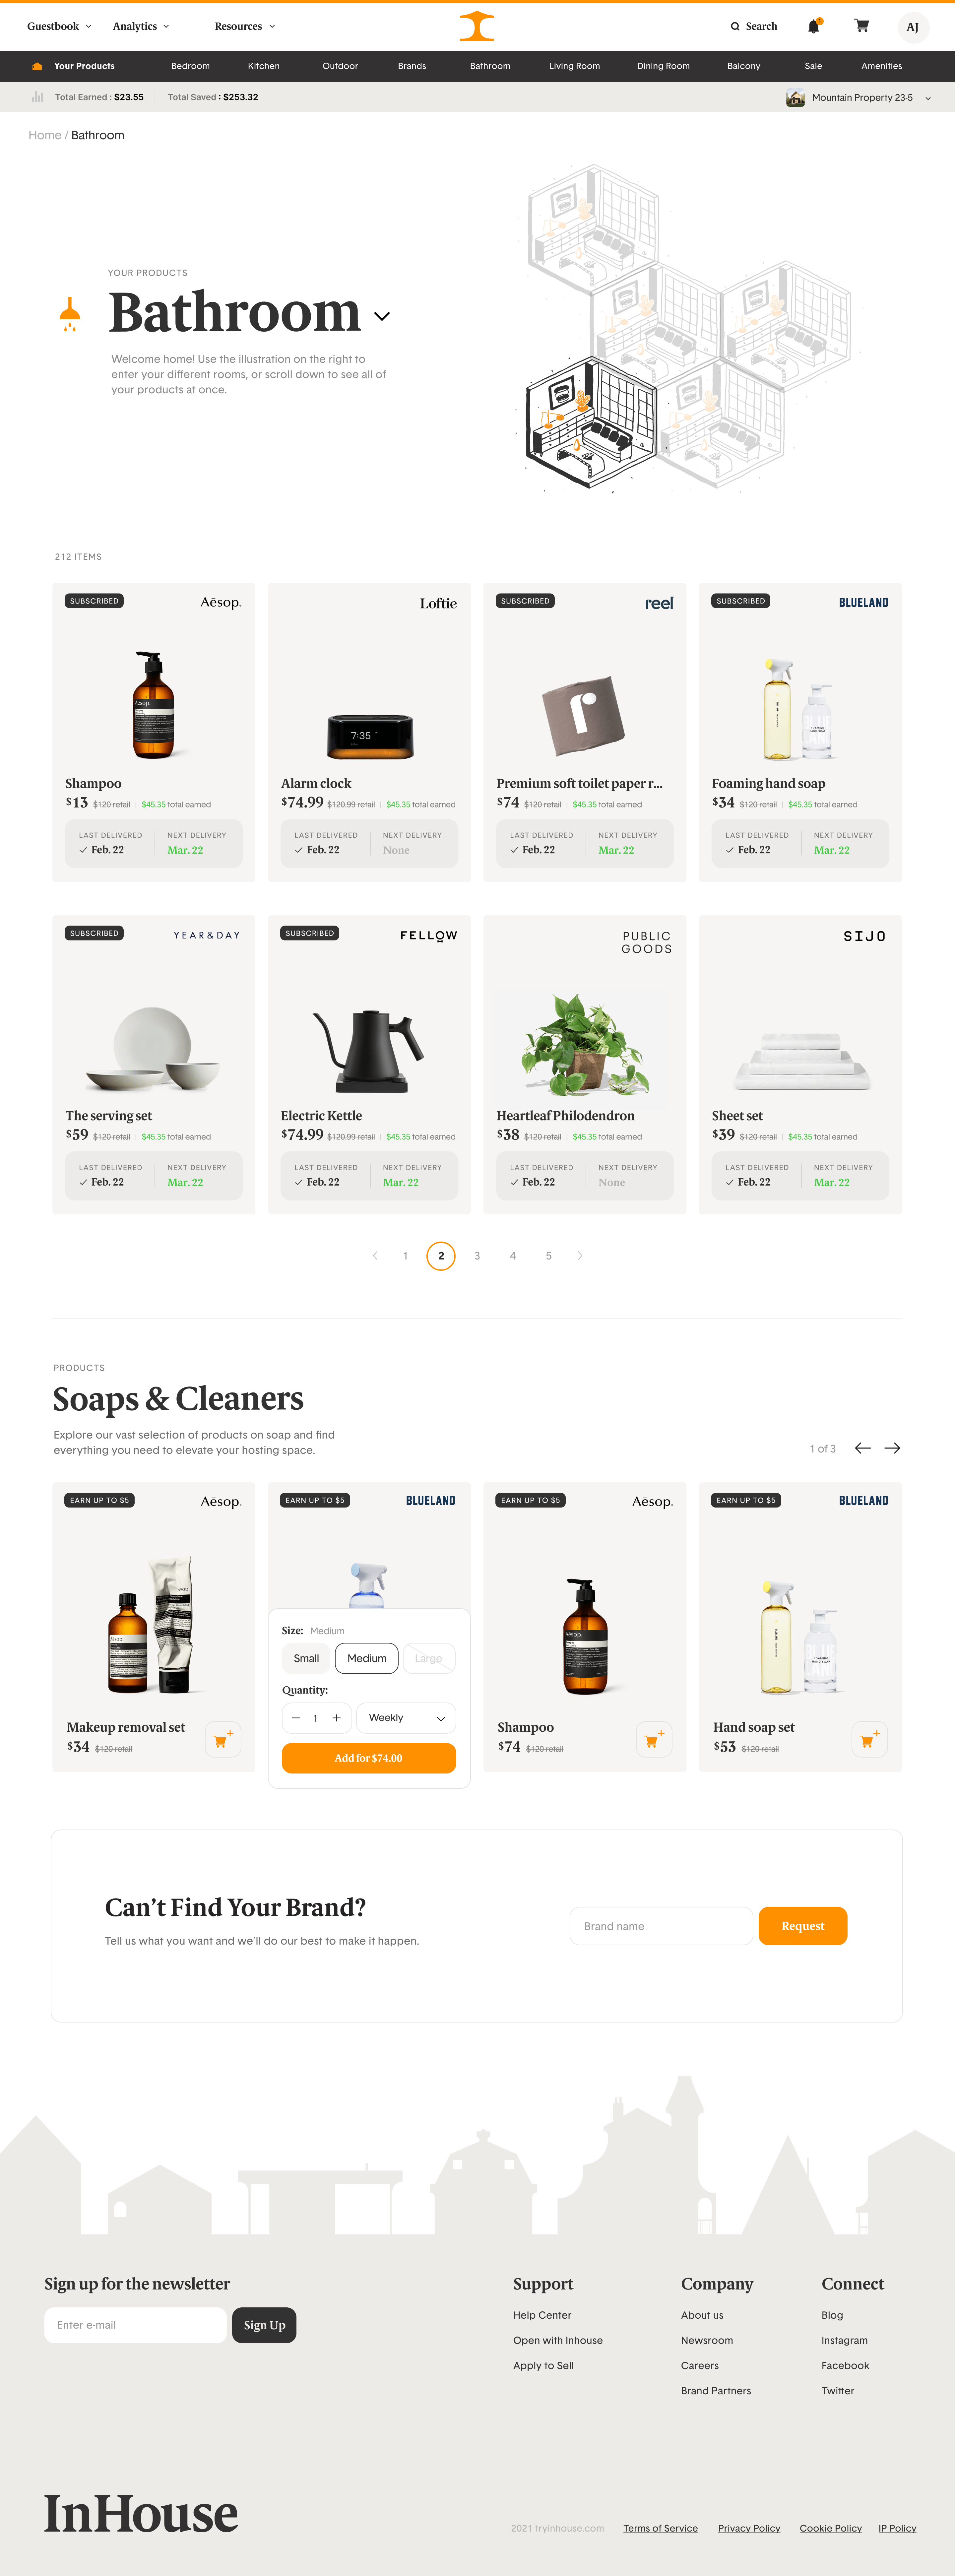 Guestbook Analytics Resources Search 1 AJ
Your Products Bedroom Kitchen Outdoor Brands Bathroom Living Room Dining Room Balcony Sale Amenities
Total Earned : $23.55 Total Saved : $253.32 Mountain Property 23-5
Home / Bathroom
YOUR PRODUCTS
Bathroom
Welcome home! Use the illustration on the right to
enter your different rooms, or scroll down to see all of
your products at once.
212 ITEMS
SUBSCRIBED Aēsop.
Aēsop.
Shampoo
$13 $120 retail $45.35 total earned
LAST DELIVERED NEXT DELIVERY
Feb. 22 Mar. 22
Loftie
7:35
Alarm clock
$74.99 $120.99 retail $45.35 total earned
LAST DELIVERED NEXT DELIVERY
Feb. 22 None
SUBSCRIBED reel
r
Premium soft toilet paper r...
$74 $120 retail $45.35 total earned
LAST DELIVERED NEXT DELIVERY
Feb. 22 Mar. 22
SUBSCRIBED BLUELAND
Foaming hand soap
$34 $120 retail $45.35 total earned
LAST DELIVERED NEXT DELIVERY
Feb. 22 Mar. 22
SUBSCRIBED YEAR&DAY
The serving set
$59 $120 retail $45.35 total earned
LAST DELIVERED NEXT DELIVERY
Feb. 22 Mar. 22
SUBSCRIBED FELLOW
Electric Kettle
$74.99 $120.99 retail $45.35 total earned
LAST DELIVERED NEXT DELIVERY
Feb. 22 Mar. 22
PUBLIC
GOODS
Heartleaf Philodendron
$38 $120 retail $45.35 total earned
LAST DELIVERED NEXT DELIVERY
Feb. 22 None
SIJO
Sheet set
$39 $120 retail $45.35 total earned
LAST DELIVERED NEXT DELIVERY
Feb. 22 Mar. 22
1 2 3 4 5
PRODUCTS
Soaps & Cleaners
Explore our vast selection of products on soap and find
everything you need to elevate your hosting space.
1 of 3
EARN UP TO $5 Aēsop.
Makeup removal set
$34 $120 retail
EARN UP TO $5 BLUELAND
Size: Medium
Small Medium Large
Quantity:
1 Weekly
Add for $74.00
EARN UP TO $5 Aēsop.
Aēsop.
Shampoo
$74 $120 retail
EARN UP TO $5 BLUELAND
Hand soap set
$53 $120 retail
Can't Find Your Brand?
Tell us what you want and we'll do our best to make it happen.
Brand name Request
Sign up for the newsletter
Enter e-mail Sign Up
Support
Help Center
Open with Inhouse
Apply to Sell
Company
About us
Newsroom
Careers
Brand Partners
Connect
Blog
Instagram
Facebook
Twitter
InHouse
2021 tryinhouse.com Terms of Service Privacy Policy Cookie Policy IP Policy